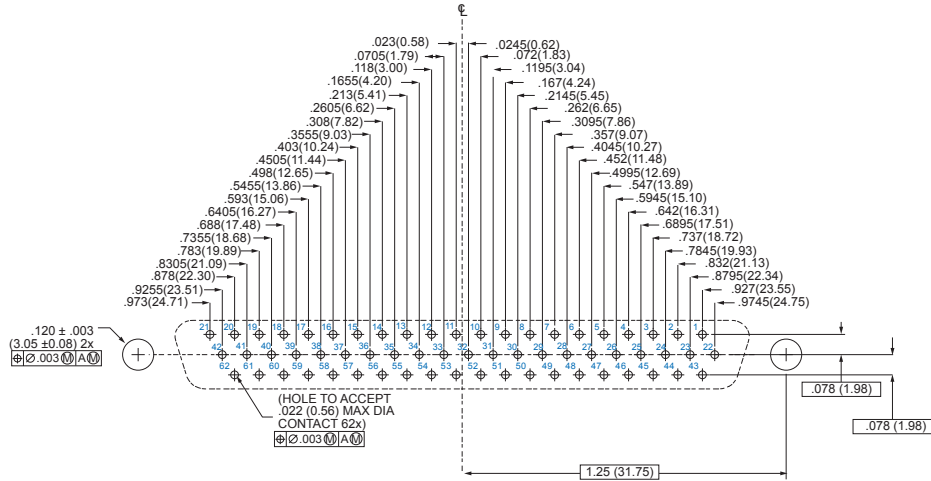 ℄
.023(0.58) .0245(0.62)
.0705(1.79) .072(1.83)
.118(3.00) .1195(3.04)
.1655(4.20) .167(4.24)
.213(5.41) .2145(5.45)
.2605(6.62) .262(6.65)
.308(7.82) .3095(7.86)
.3555(9.03) .357(9.07)
.403(10.24) .4045(10.27)
.4505(11.44) .452(11.48)
.498(12.65) .4995(12.69)
.5455(13.86) .547(13.89)
.593(15.06) .5945(15.10)
.6405(16.27) .642(16.31)
.688(17.48) .6895(17.51)
.7355(18.68) .737(18.72)
.783(19.89) .7845(19.93)
.8305(21.09) .832(21.13)
.878(22.30) .8795(22.34)
.9255(23.51) .927(23.55)
.973(24.71) .9745(24.75)
21 20 19 18 17 16 15 14 13 12 11 10 9 8 7 6 5 4 3 2 1
.120 ± .003
(3.05 ±0.08) 2x
⌖ Ø.003 Ⓜ A Ⓜ
42 41 40 39 38 37 36 35 34 33 32 31 30 29 28 27 26 25 24 23 22
62 61 60 59 58 57 56 55 54 53 52 51 50 49 48 47 46 45 44 43
(HOLE TO ACCEPT
.022 (0.56) MAX DIA
CONTACT 62x)
⌖ Ø.003 Ⓜ A Ⓜ
.078 (1.98)
.078 (1.98)
1.25 (31.75)